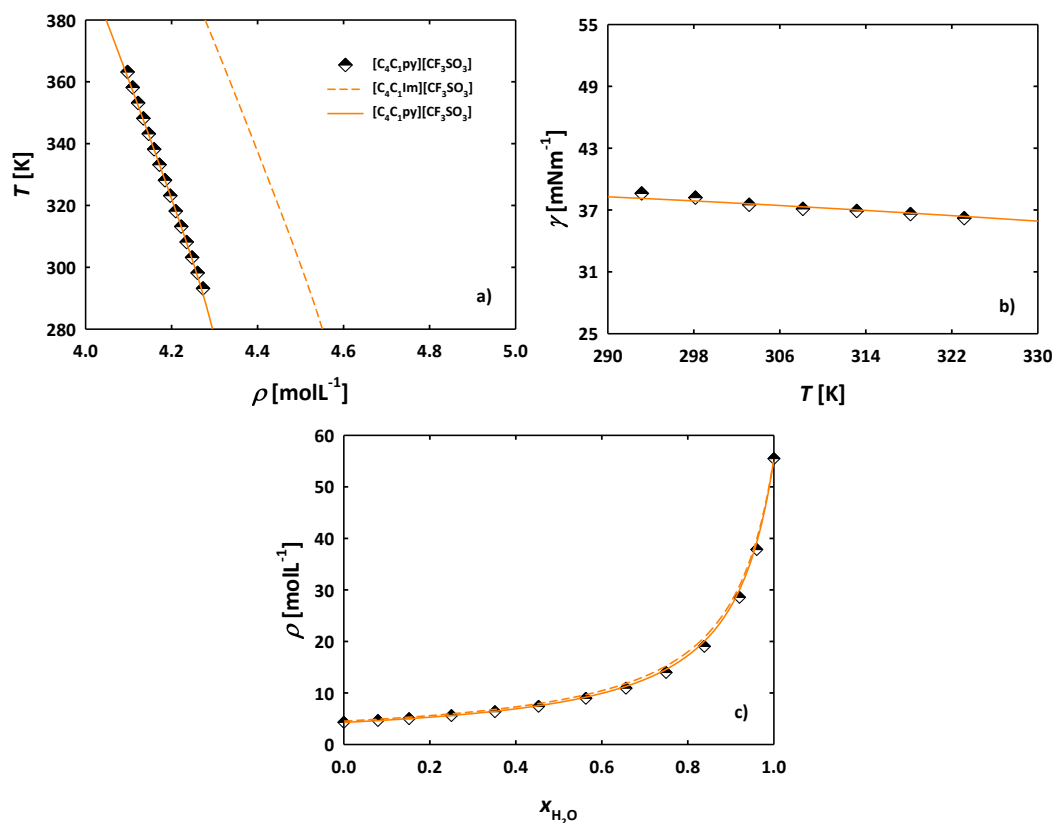 380
360
340
320
300
280
T [K]
4.0 4.2 4.4 4.6 4.8 5.0
ρ [molL⁻¹]
[C₄C₁py][CF₃SO₃]
[C₄C₁Im][CF₃SO₃]
[C₄C₁py][CF₃SO₃]
a)
55
49
43
37
31
25
γ [mNm⁻¹]
290 298 306 314 322 330
T [K]
b)
60
50
40
30
20
10
0
ρ [molL⁻¹]
0.0 0.2 0.4 0.6 0.8 1.0
x H₂O
c)